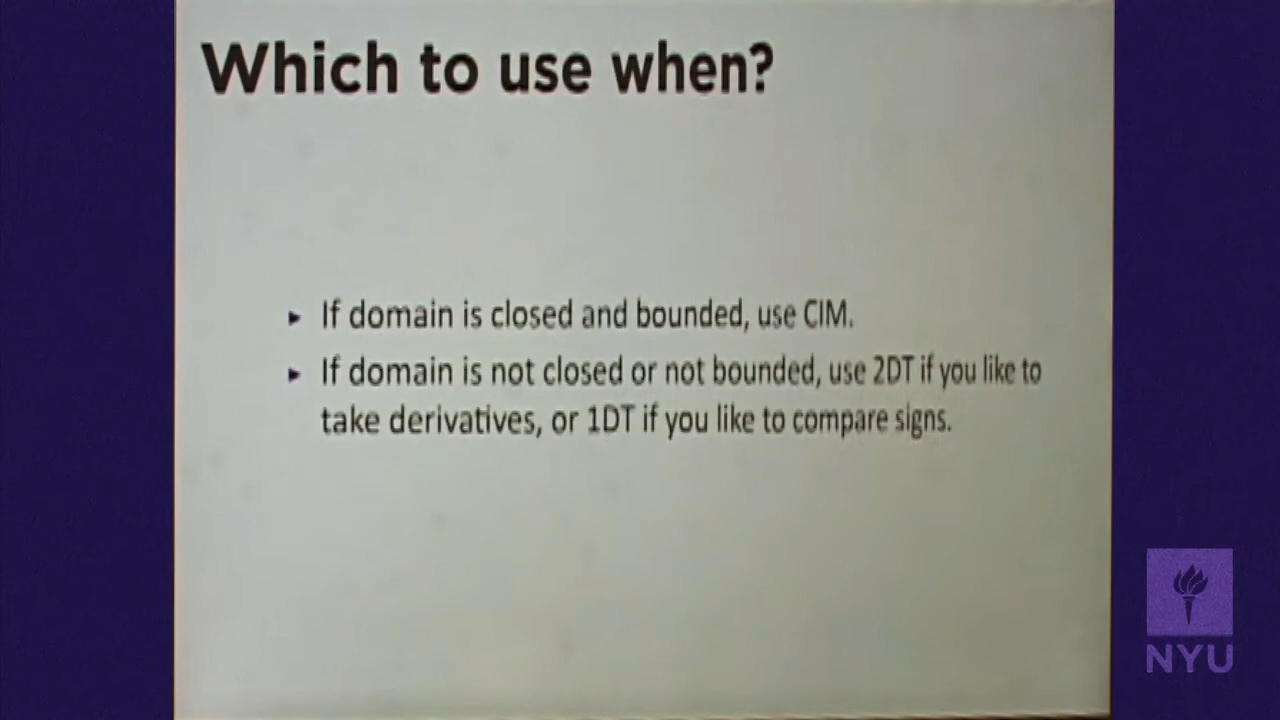 Which to use when?
► If domain is closed and bounded, use CIM.
► If domain is not closed or not bounded, use 2DT if you like to
take derivatives, or 1DT if you like to compare signs.
NYU